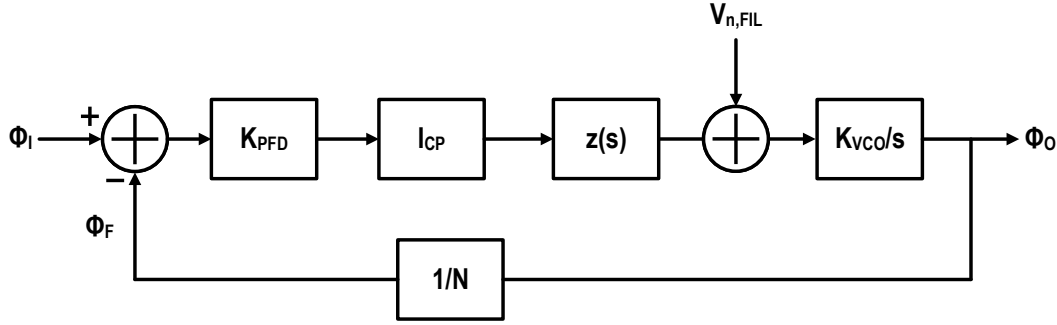 V_n,FIL
+
Φ_I
K_PFD
I_CP
z(s)
K_VCO/s
Φ_O
−
Φ_F
1/N